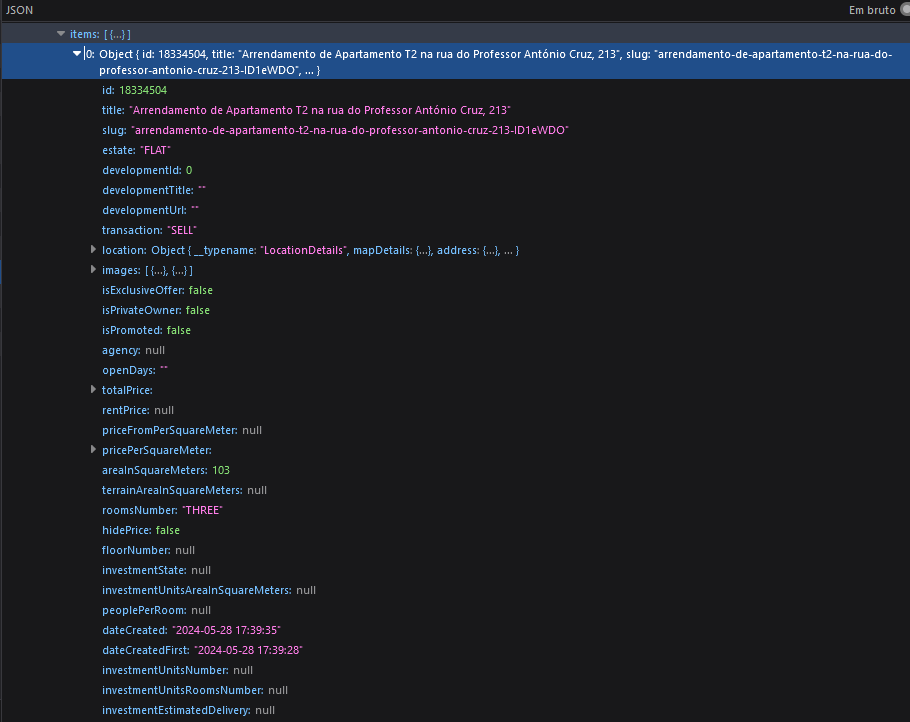 JSON
Em bruto
items: [ {…} ]
0: Object { id: 18334504, title: "Arrendamento de Apartamento T2 na rua do Professor António Cruz, 213", slug: "arrendamento-de-apartamento-t2-na-rua-do-
professor-antonio-cruz-213-ID1eWDO", … }
id: 18334504
title: "Arrendamento de Apartamento T2 na rua do Professor António Cruz, 213"
slug: "arrendamento-de-apartamento-t2-na-rua-do-professor-antonio-cruz-213-ID1eWDO"
estate: "FLAT"
developmentId: 0
developmentTitle: ""
developmentUrl: ""
transaction: "SELL"
location: Object { __typename: "LocationDetails", mapDetails: {…}, address: {…}, … }
images: [ {…}, {…} ]
isExclusiveOffer: false
isPrivateOwner: false
isPromoted: false
agency: null
openDays: ""
totalPrice:
rentPrice: null
priceFromPerSquareMeter: null
pricePerSquareMeter:
areaInSquareMeters: 103
terrainAreaInSquareMeters: null
roomsNumber: "THREE"
hidePrice: false
floorNumber: null
investmentState: null
investmentUnitsAreaInSquareMeters: null
peoplePerRoom: null
dateCreated: "2024-05-28 17:39:35"
dateCreatedFirst: "2024-05-28 17:39:28"
investmentUnitsNumber: null
investmentUnitsRoomsNumber: null
investmentEstimatedDelivery: null